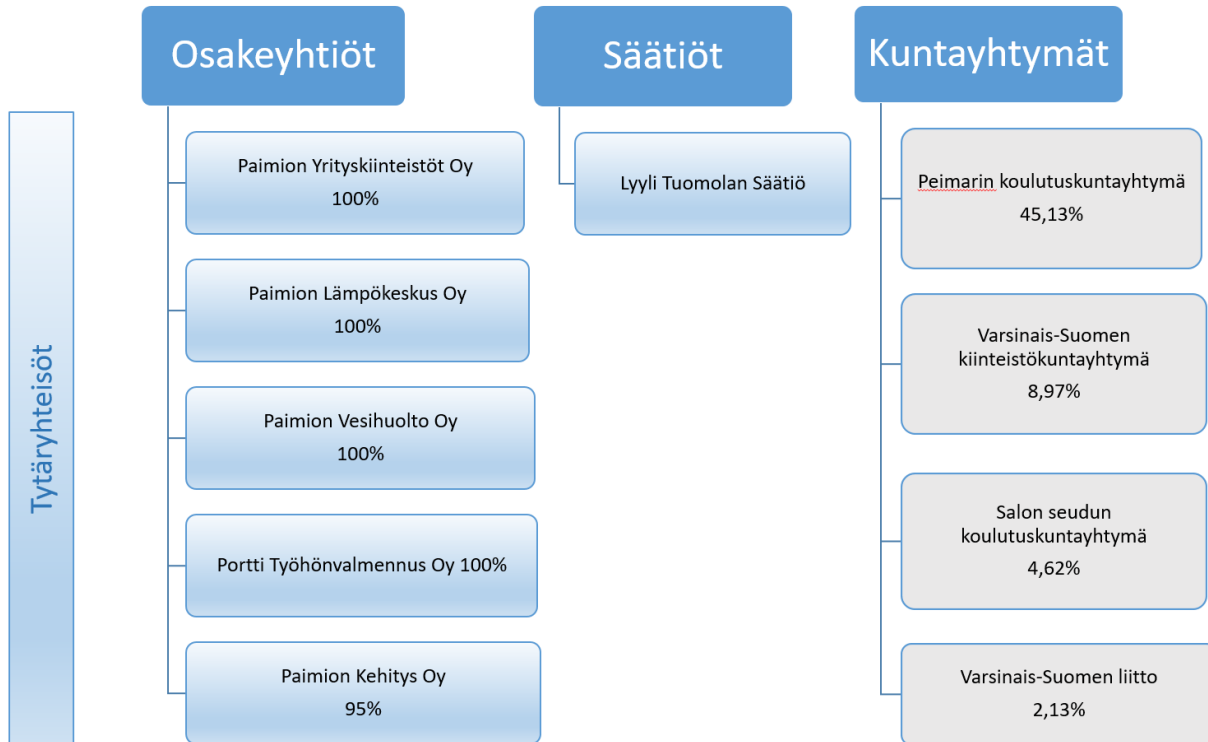 Osakeyhtiöt
Säätiöt
Kuntayhtymät
Tytäryhteisöt
Paimion Yrityskiinteistöt Oy
100%
Paimion Lämpökeskus Oy
100%
Paimion Vesihuolto Oy
100%
Portti Työhönvalmennus Oy 100%
Paimion Kehitys Oy
95%
Lyyli Tuomolan Säätiö
Peimarin koulutuskuntayhtymä
45,13%
Varsinais-Suomen
kiinteistökuntayhtymä
8,97%
Salon seudun
koulutuskuntayhtymä
4,62%
Varsinais-Suomen liitto
2,13%